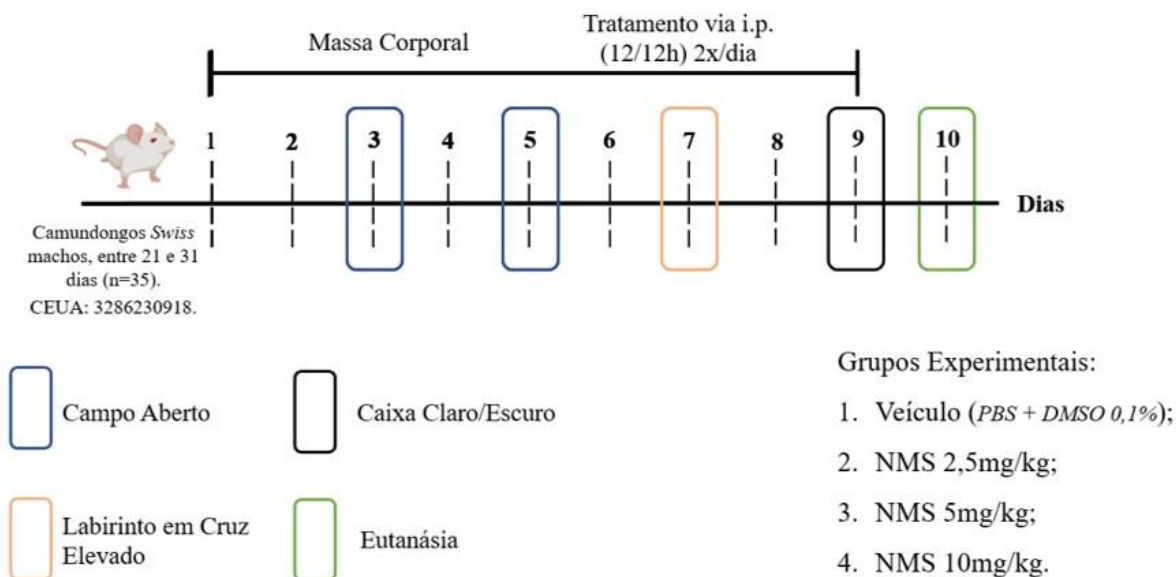 Massa Corporal
Tratamento via i.p.
(12/12h) 2x/dia
1 2 3 4 5 6 7 8 9 10
Dias
Camundongos Swiss
machos, entre 21 e 31
dias (n=35).
CEUA: 3286230918.
Campo Aberto
Caixa Claro/Escuro
Labirinto em Cruz
Elevado
Eutanásia
Grupos Experimentais:
1. Veículo (PBS + DMSO 0,1%);
2. NMS 2,5mg/kg;
3. NMS 5mg/kg;
4. NMS 10mg/kg.